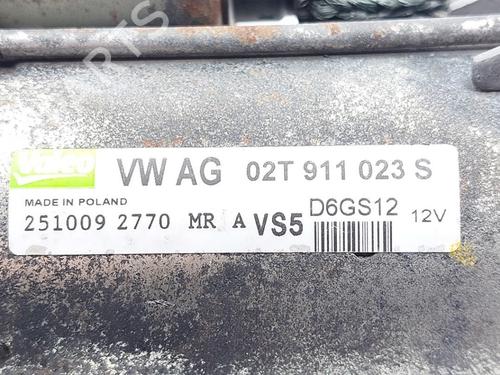 Valeo VW AG 02T 911 023 S
MADE IN POLAND
251009 2770 MR A VS5 D6GS12 12V